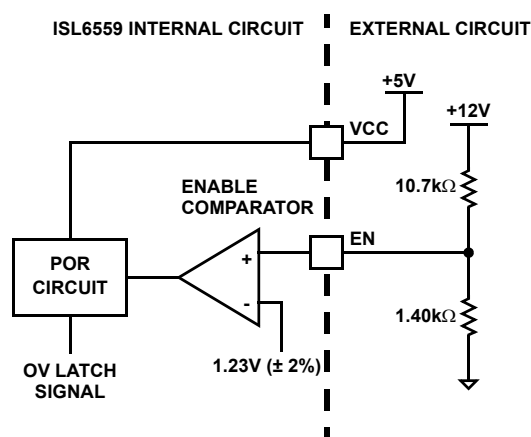 ISL6559 INTERNAL CIRCUIT
EXTERNAL CIRCUIT
+5V
+12V
VCC
10.7kΩ
ENABLE
COMPARATOR
EN
POR
CIRCUIT
+
-
1.40kΩ
1.23V (± 2%)
OV LATCH
SIGNAL